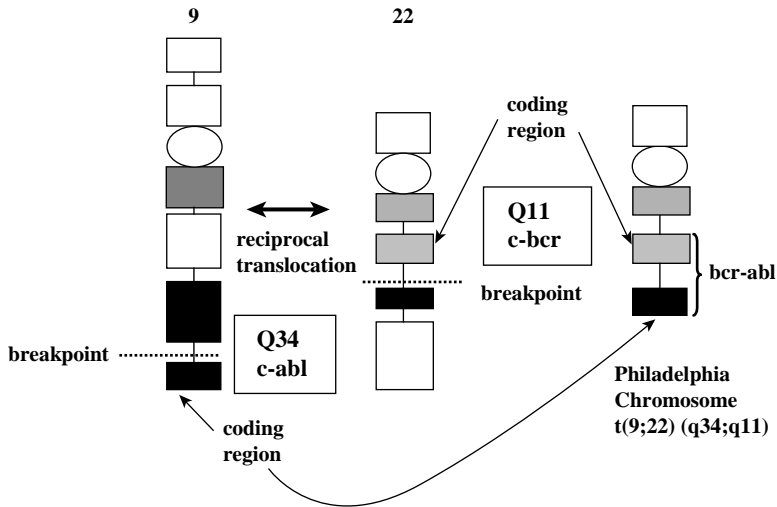 9
22
coding
region
Q11
c-bcr
reciprocal
translocation
bcr-abl
breakpoint
Q34
c-abl
breakpoint
Philadelphia
Chromosome
t(9;22) (q34;q11)
coding
region